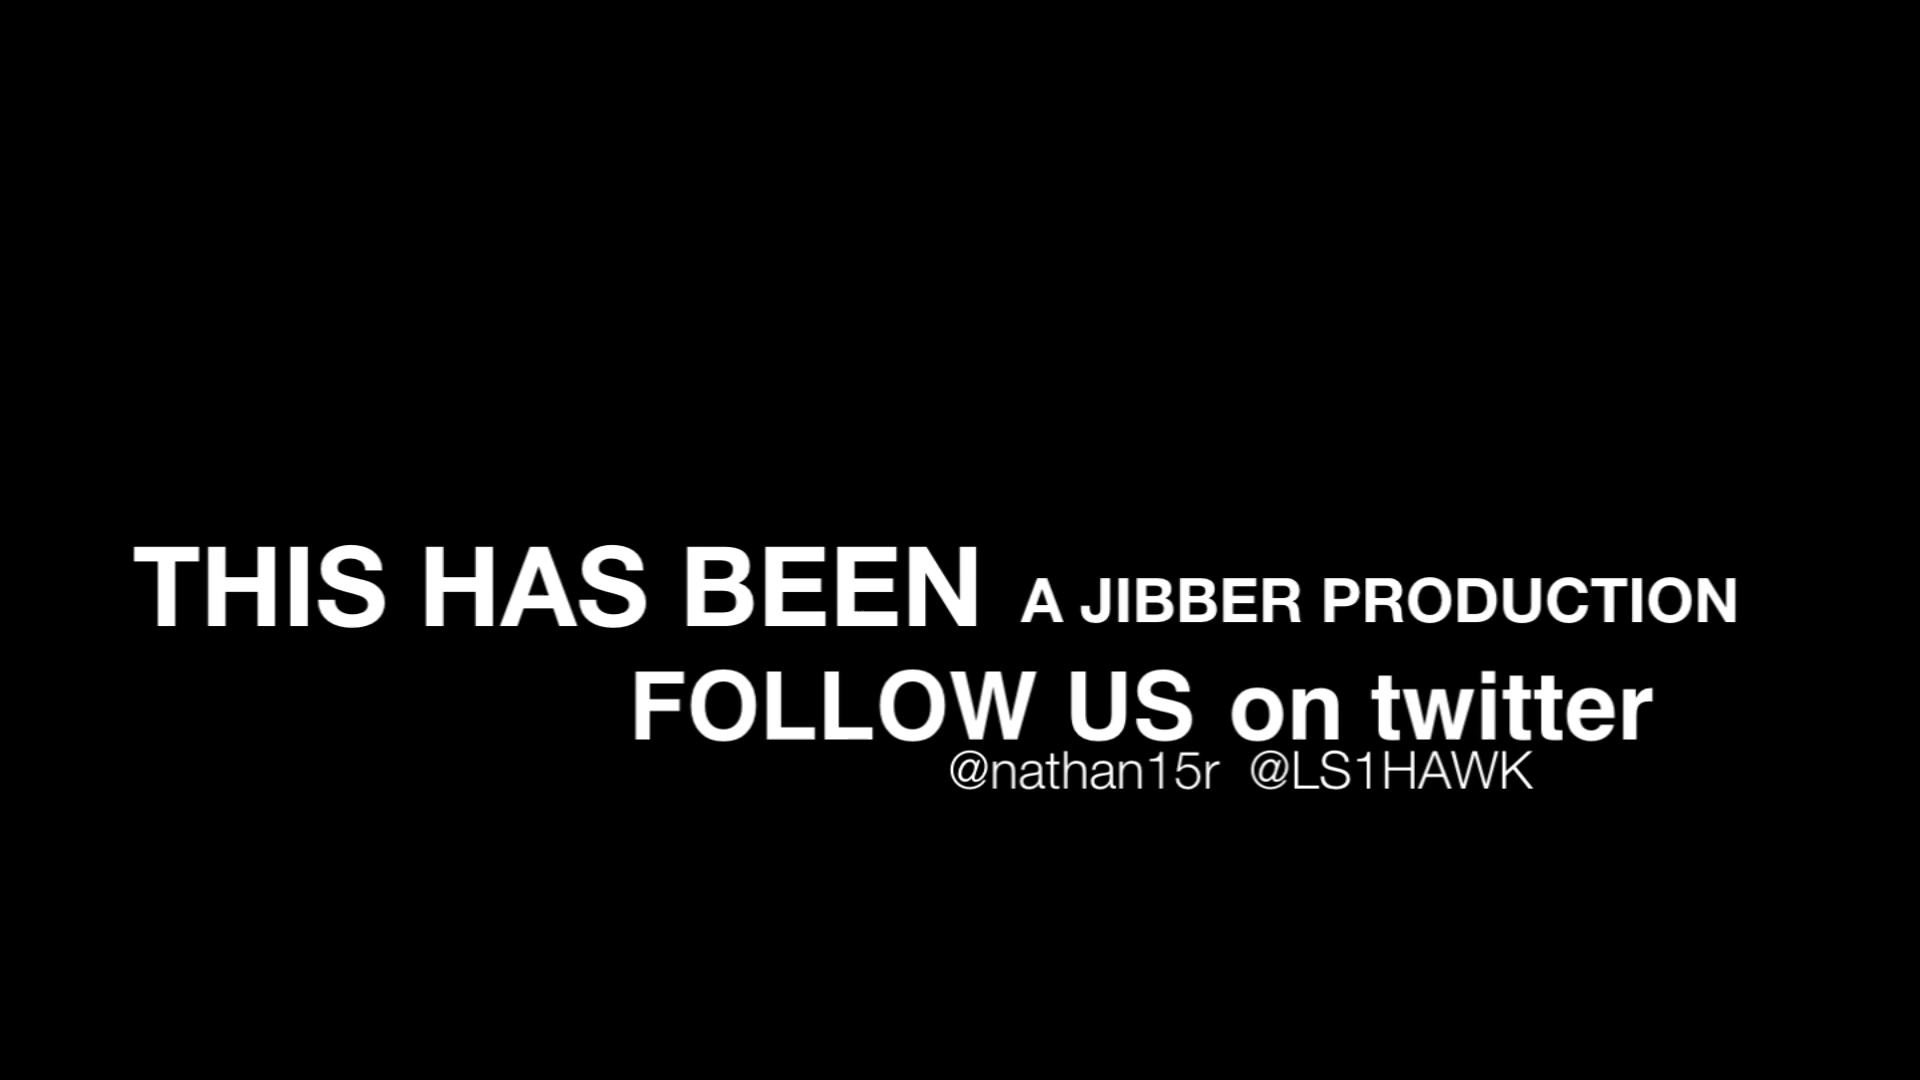 THIS HAS BEEN A JIBBER PRODUCTION
FOLLOW US on twitter
@nathan15r @LS1HAWK